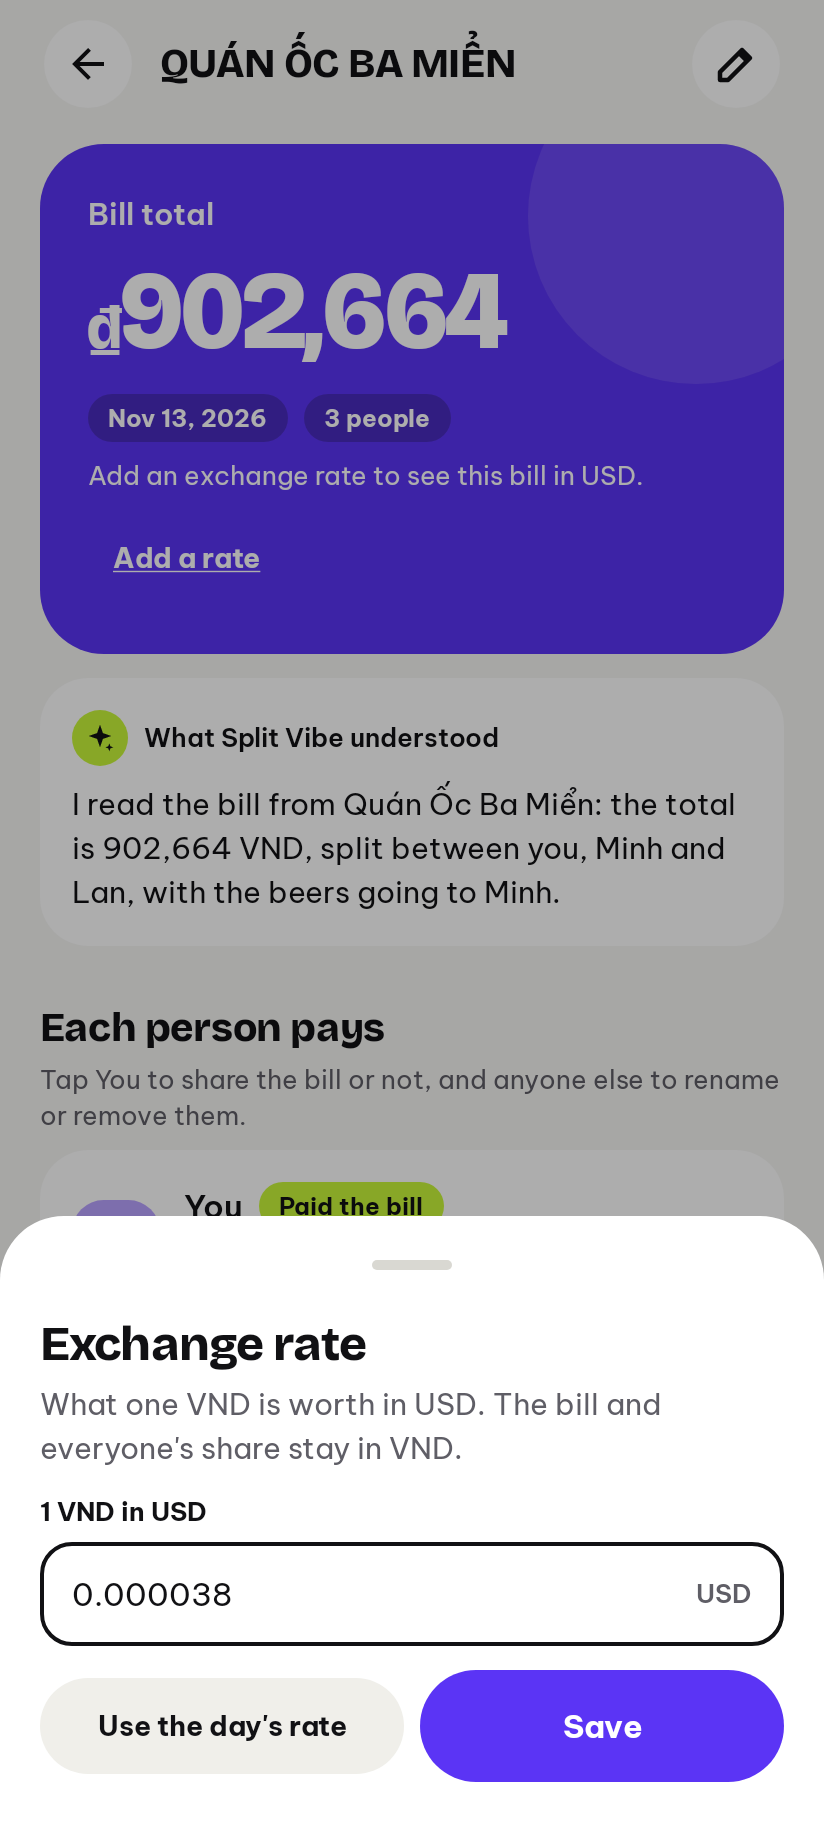 QUÁN ỐC BA MIỂN
Bill total
₫902,664
Nov 13, 2026
3 people
Add an exchange rate to see this bill in USD.
Add a rate
What Split Vibe understood
I read the bill from Quán Ốc Ba Miển: the total
is 902,664 VND, split between you, Minh and
Lan, with the beers going to Minh.
Each person pays
Tap You to share the bill or not, and anyone else to rename
or remove them.
You
Paid the bill
Exchange rate
What one VND is worth in USD. The bill and
everyone's share stay in VND.
1 VND in USD
0.000038
USD
Use the day's rate
Save